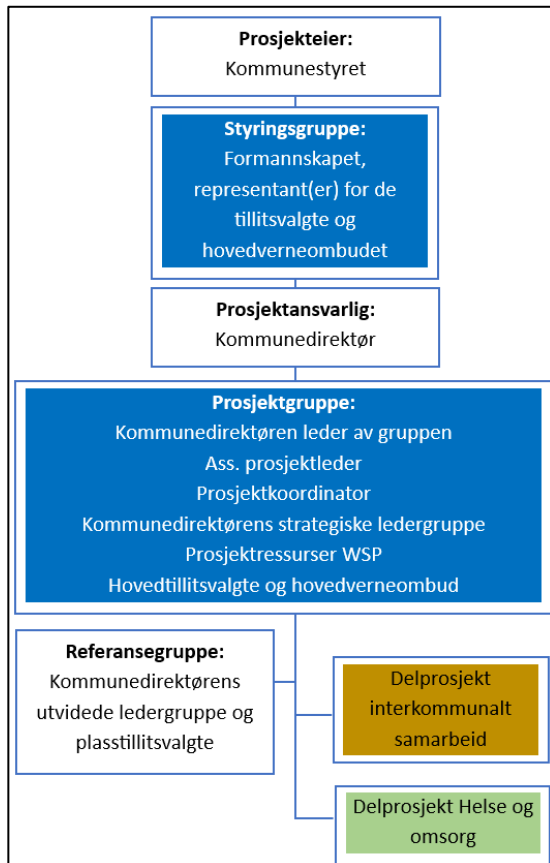 Prosjekteier:
Kommunestyret
Styringsgruppe:
Formannskapet,
representant(er) for de
tillitsvalgte og
hovedverneombudet
Prosjektansvarlig:
Kommunedirektør
Prosjektgruppe:
Kommunedirektøren leder av gruppen
Ass. prosjektleder
Prosjektkoordinator
Kommunedirektørens strategiske ledergruppe
Prosjektressurser WSP
Hovedtillitsvalgte og hovedverneombud
Referansegruppe:
Kommunedirektørens
utvidede ledergruppe og
plasstillitsvalgte
Delprosjekt
interkommunalt
samarbeid
Delprosjekt Helse og
omsorg